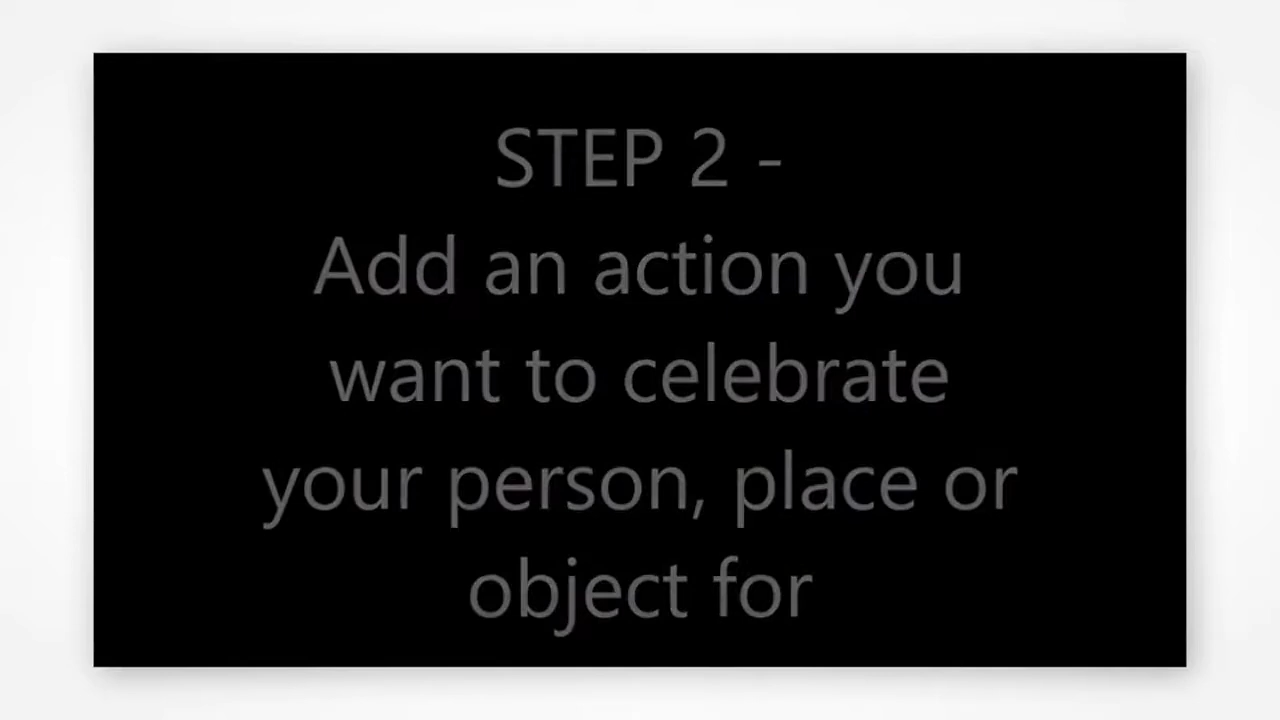 STEP 2 -
Add an action you
want to celebrate
your person, place or
object for